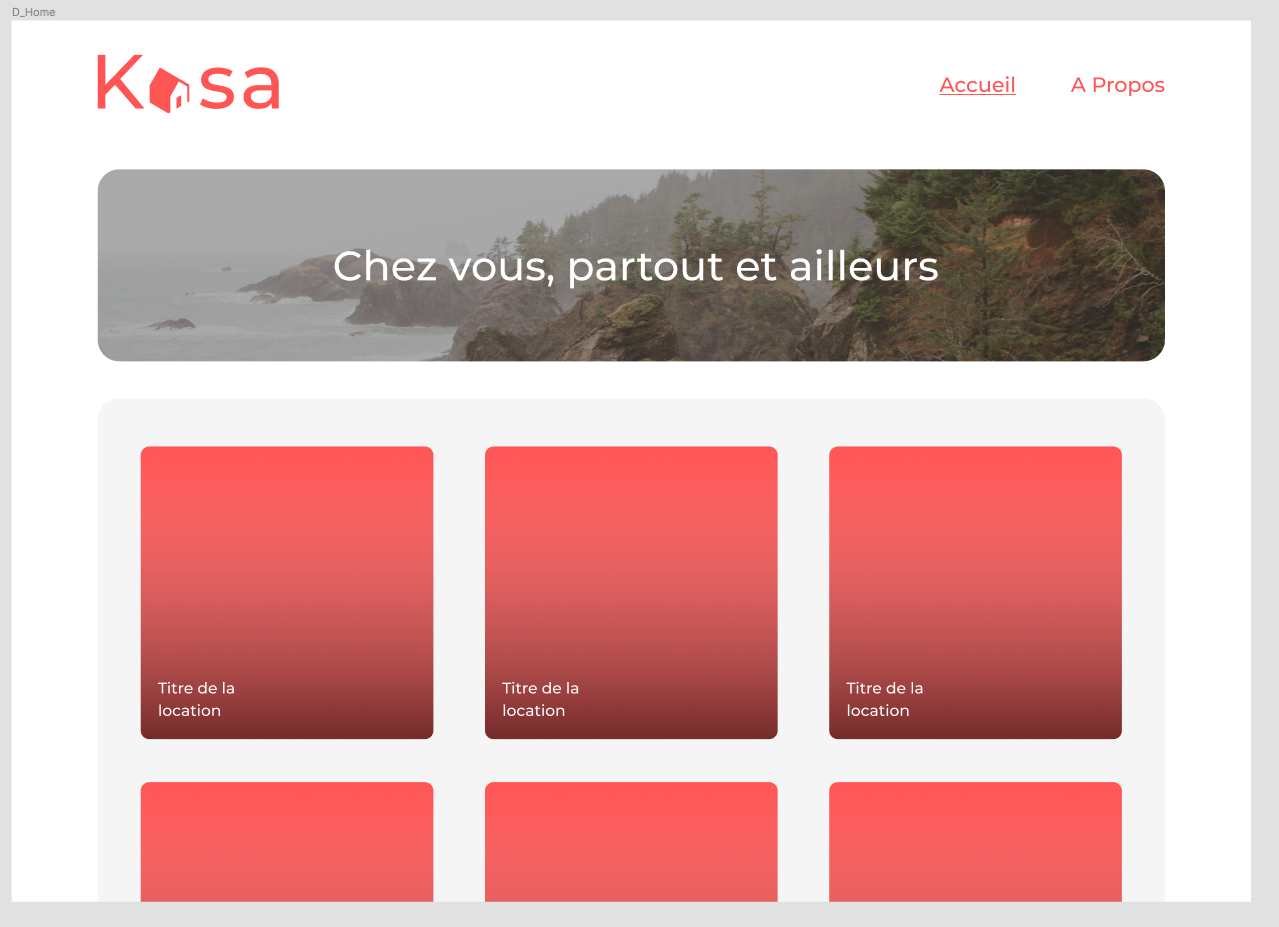 D_Home
Kasa
Accueil
A Propos
Chez vous, partout et ailleurs
Titre de la
location
Titre de la
location
Titre de la
location